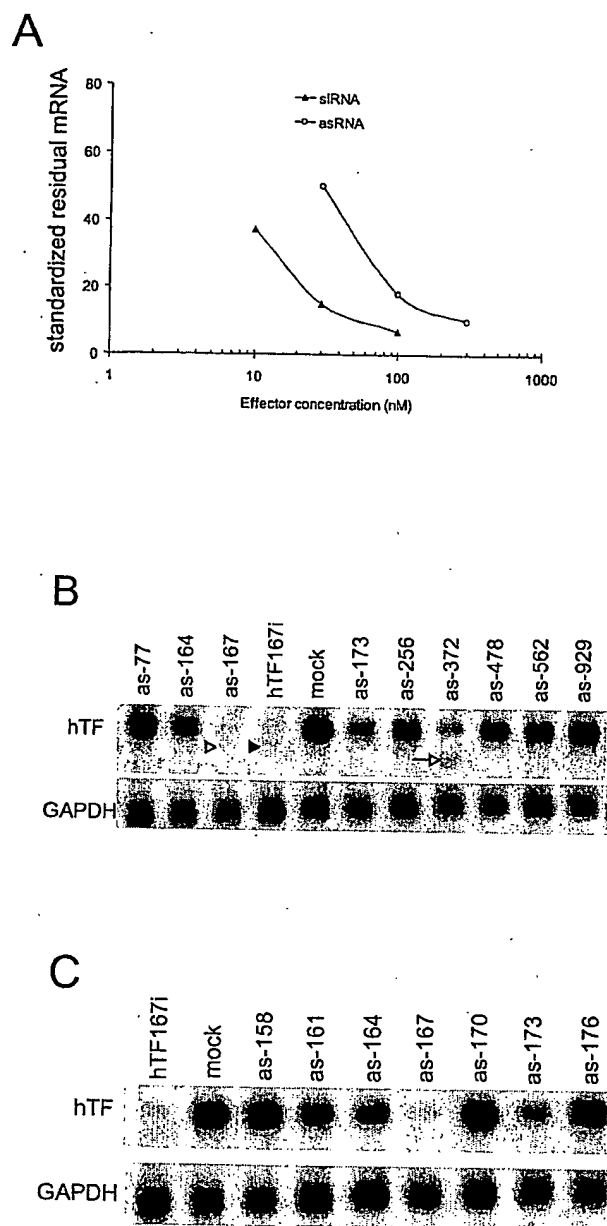 A
standardized residual mRNA
80
60
40
20
0
siRNA
asRNA
1
10
100
1000
Effector concentration (nM)
B
as-77
as-164
as-167
hTF167i
mock
as-173
as-256
as-372
as-478
as-562
as-929
hTF
GAPDH
C
hTF167i
mock
as-158
as-161
as-164
as-167
as-170
as-173
as-176
hTF
GAPDH